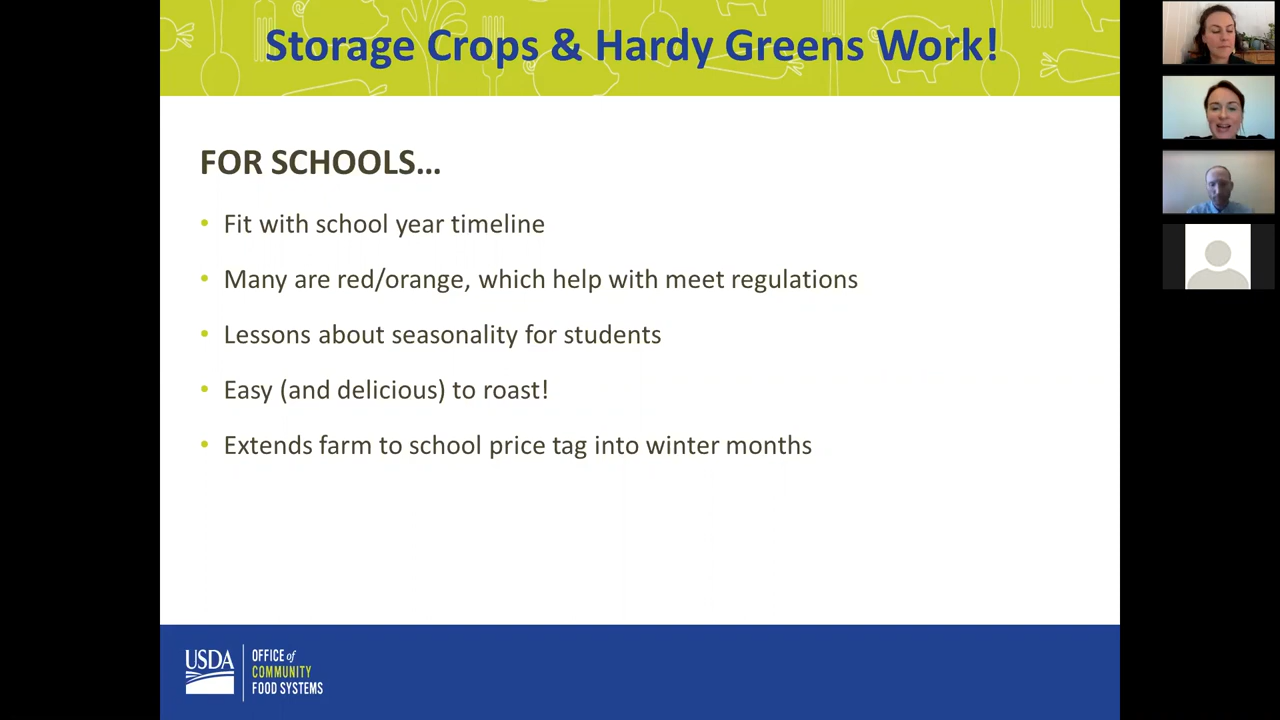 Storage Crops & Hardy Greens Work!
FOR SCHOOLS...
• Fit with school year timeline
• Many are red/orange, which help with meet regulations
• Lessons about seasonality for students
• Easy (and delicious) to roast!
• Extends farm to school price tag into winter months
USDA
OFFICE of
COMMUNITY
FOOD SYSTEMS